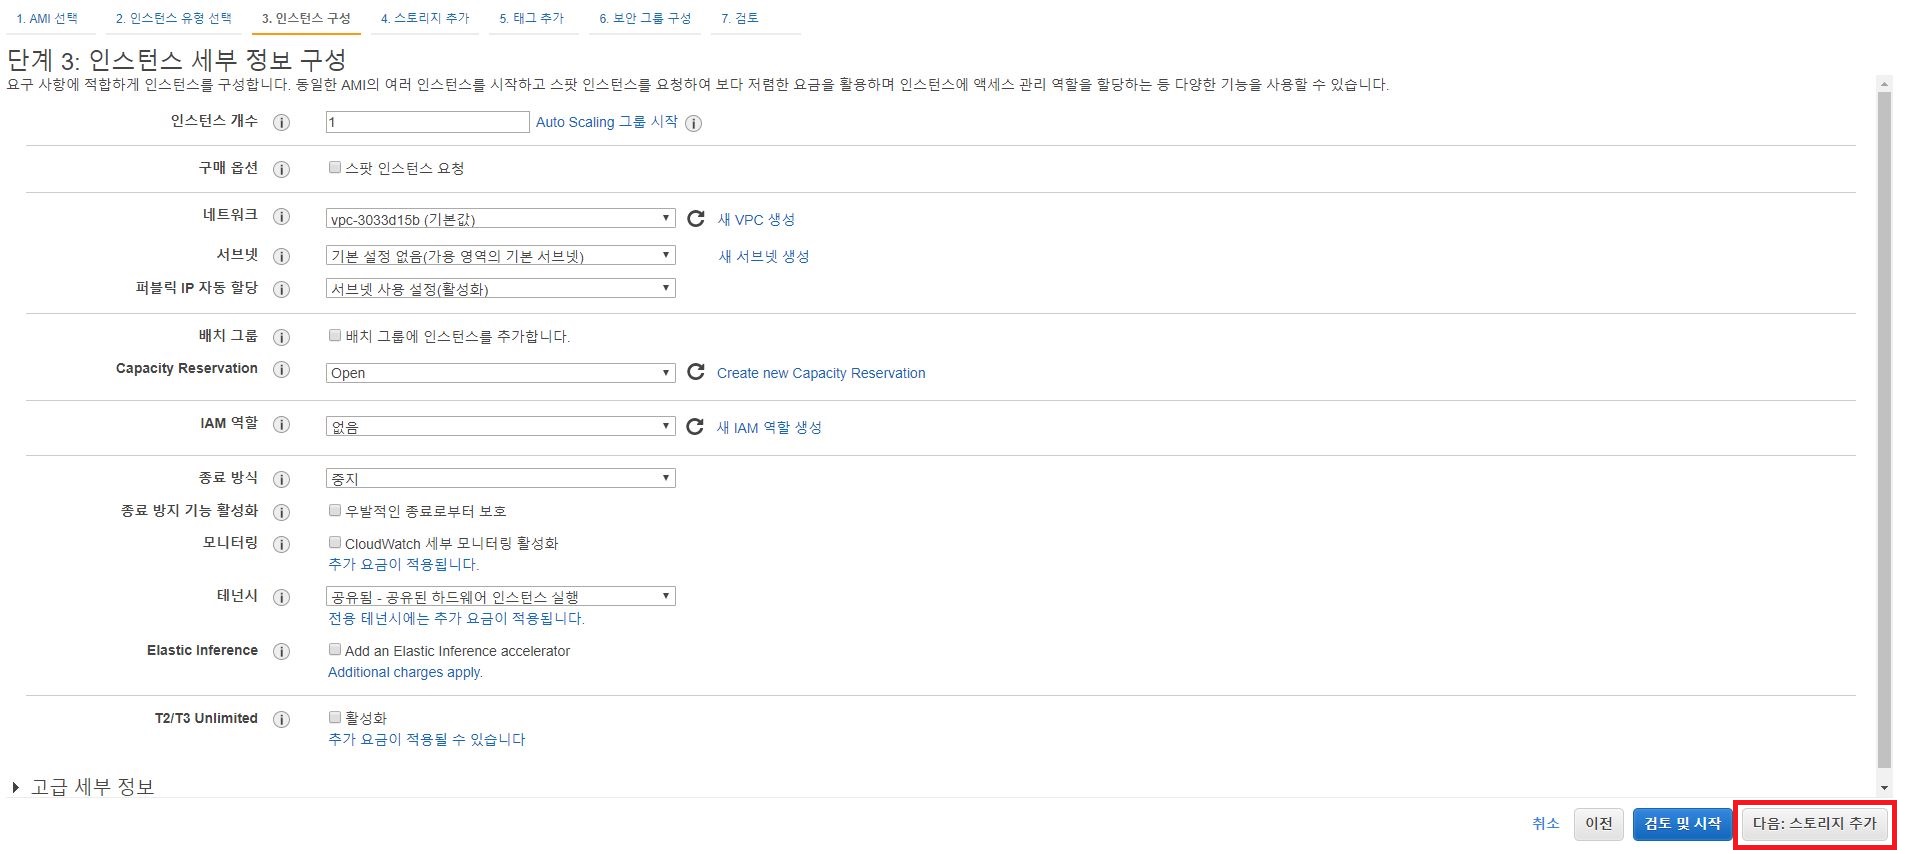 1. AMI 선택 2. 인스턴스 유형 선택 3. 인스턴스 구성 4. 스토리지 추가 5. 태그 추가 6. 보안 그룹 구성 7. 검토
단계 3: 인스턴스 세부 정보 구성
요구 사항에 적합하게 인스턴스를 구성합니다. 동일한 AMI의 여러 인스턴스를 시작하고 스팟 인스턴스를 요청하여 보다 저렴한 요금을 활용하며 인스턴스에 액세스 관리 역할을 할당하는 등 다양한 기능을 사용할 수 있습니다.
인스턴스 개수 i 1 Auto Scaling 그룹 시작 i
구매 옵션 i 스팟 인스턴스 요청
네트워크 i vpc-3033d15b (기본값) 새 VPC 생성
서브넷 i 기본 설정 없음(가용 영역의 기본 서브넷) 새 서브넷 생성
퍼블릭 IP 자동 할당 i 서브넷 사용 설정(활성화)
배치 그룹 i 배치 그룹에 인스턴스를 추가합니다.
Capacity Reservation i Open Create new Capacity Reservation
IAM 역할 i 없음 새 IAM 역할 생성
종료 방식 i 중지
종료 방지 기능 활성화 i 우발적인 종료로부터 보호
모니터링 i CloudWatch 세부 모니터링 활성화
추가 요금이 적용됩니다.
테넌시 i 공유됨 - 공유된 하드웨어 인스턴스 실행
전용 테넌시에는 추가 요금이 적용됩니다.
Elastic Inference i Add an Elastic Inference accelerator
Additional charges apply.
T2/T3 Unlimited i 활성화
추가 요금이 적용될 수 있습니다
고급 세부 정보
취소 이전 검토 및 시작 다음: 스토리지 추가